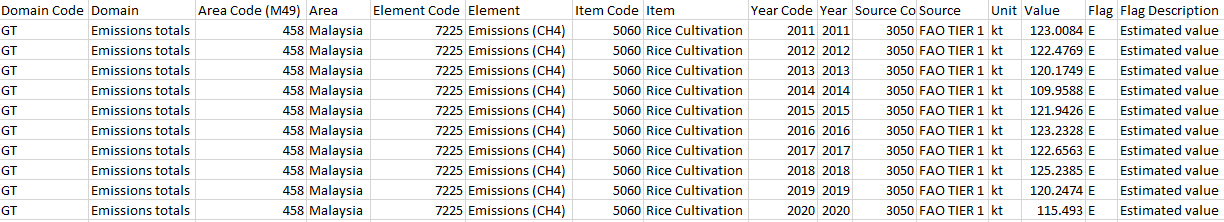 Domain Code Domain Area Code (M49) Area Element Code Element Item Code Item Year Code Year Source Co Source Unit Value Flag Flag Description
GT Emissions totals 458 Malaysia 7225 Emissions (CH4) 5060 Rice Cultivation 2011 2011 3050 FAO TIER 1 kt 123.0084 E Estimated value
GT Emissions totals 458 Malaysia 7225 Emissions (CH4) 5060 Rice Cultivation 2012 2012 3050 FAO TIER 1 kt 122.4769 E Estimated value
GT Emissions totals 458 Malaysia 7225 Emissions (CH4) 5060 Rice Cultivation 2013 2013 3050 FAO TIER 1 kt 120.1749 E Estimated value
GT Emissions totals 458 Malaysia 7225 Emissions (CH4) 5060 Rice Cultivation 2014 2014 3050 FAO TIER 1 kt 109.9588 E Estimated value
GT Emissions totals 458 Malaysia 7225 Emissions (CH4) 5060 Rice Cultivation 2015 2015 3050 FAO TIER 1 kt 121.9426 E Estimated value
GT Emissions totals 458 Malaysia 7225 Emissions (CH4) 5060 Rice Cultivation 2016 2016 3050 FAO TIER 1 kt 123.2328 E Estimated value
GT Emissions totals 458 Malaysia 7225 Emissions (CH4) 5060 Rice Cultivation 2017 2017 3050 FAO TIER 1 kt 122.6563 E Estimated value
GT Emissions totals 458 Malaysia 7225 Emissions (CH4) 5060 Rice Cultivation 2018 2018 3050 FAO TIER 1 kt 125.2385 E Estimated value
GT Emissions totals 458 Malaysia 7225 Emissions (CH4) 5060 Rice Cultivation 2019 2019 3050 FAO TIER 1 kt 120.2474 E Estimated value
GT Emissions totals 458 Malaysia 7225 Emissions (CH4) 5060 Rice Cultivation 2020 2020 3050 FAO TIER 1 kt 115.493 E Estimated value